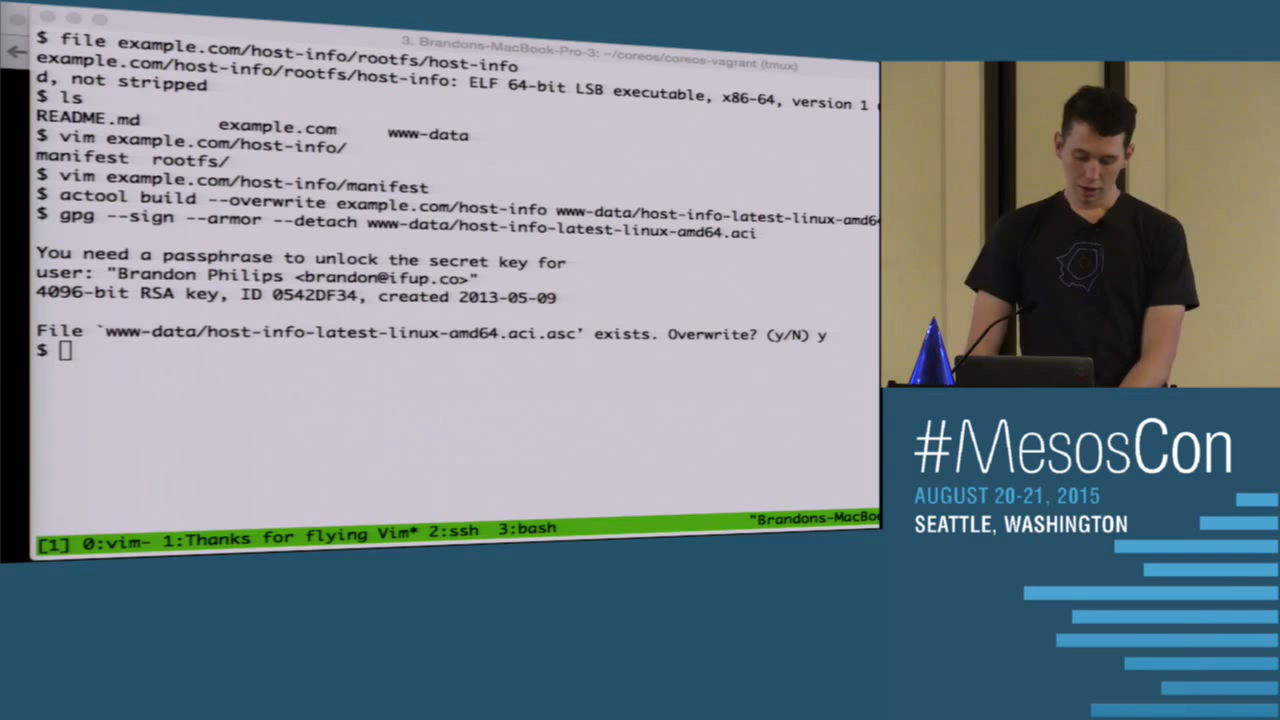 3. Brandons-MacBook-Pro-3: ~/coreos/coreos-vagrant (tmux)
$ file example.com/host-info/rootfs/host-info
example.com/host-info/rootfs/host-info: ELF 64-bit LSB executable, x86-64, version 1
d, not stripped
$ ls
README.md example.com www-data
$ vim example.com/host-info/
manifest rootfs/
$ vim example.com/host-info/manifest
$ actool build --overwrite example.com/host-info www-data/host-info-latest-linux-amd64
$ gpg --sign --armor --detach www-data/host-info-latest-linux-amd64.aci
You need a passphrase to unlock the secret key for
user: "Brandon Philips <brandon@ifup.co>"
4096-bit RSA key, ID 0542DF34, created 2013-05-09
File `www-data/host-info-latest-linux-amd64.aci.asc' exists. Overwrite? (y/N) y
$
[1] 0:vim- 1:Thanks for flying Vim* 2:ssh 3:bash "Brandons-MacBo
#MesosCon
AUGUST 20-21, 2015
SEATTLE, WASHINGTON